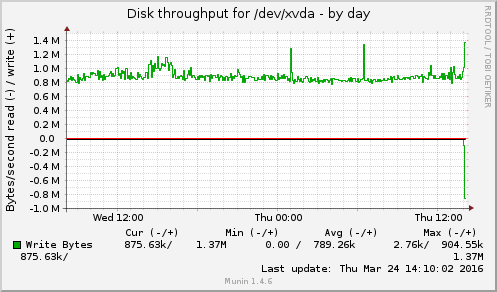 Disk throughput for /dev/xvda - by day
RRDTOOL / TOBI OETIKER
Bytes/second read (-) / write (+)
1.4 M
1.2 M
1.0 M
0.8 M
0.6 M
0.4 M
0.2 M
0.0
-0.2 M
-0.4 M
-0.6 M
-0.8 M
-1.0 M
Wed 12:00 Thu 00:00 Thu 12:00
Cur (-/+) Min (-/+) Avg (-/+) Max (-/+)
Write Bytes 875.63k/ 1.37M 0.00 / 789.26k 2.76k/ 904.55k
875.63k/ 1.37M
Last update: Thu Mar 24 14:10:02 2016
Munin 1.4.6